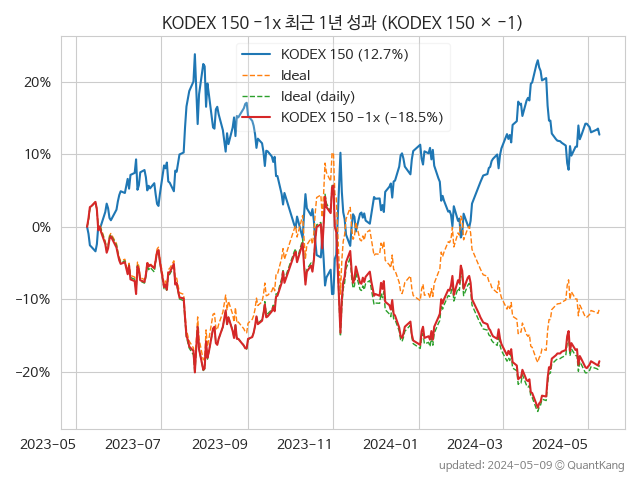 KODEX 150 −1x 최근 1년 성과 (KODEX 150 × −1)
KODEX 150 (12.7%)
Ideal
Ideal (daily)
KODEX 150 −1x (−18.5%)
20%
10%
0%
−10%
−20%
2023−05 2023−07 2023−09 2023−11 2024−01 2024−03 2024−05
updated: 2024−05−09 © QuantKang